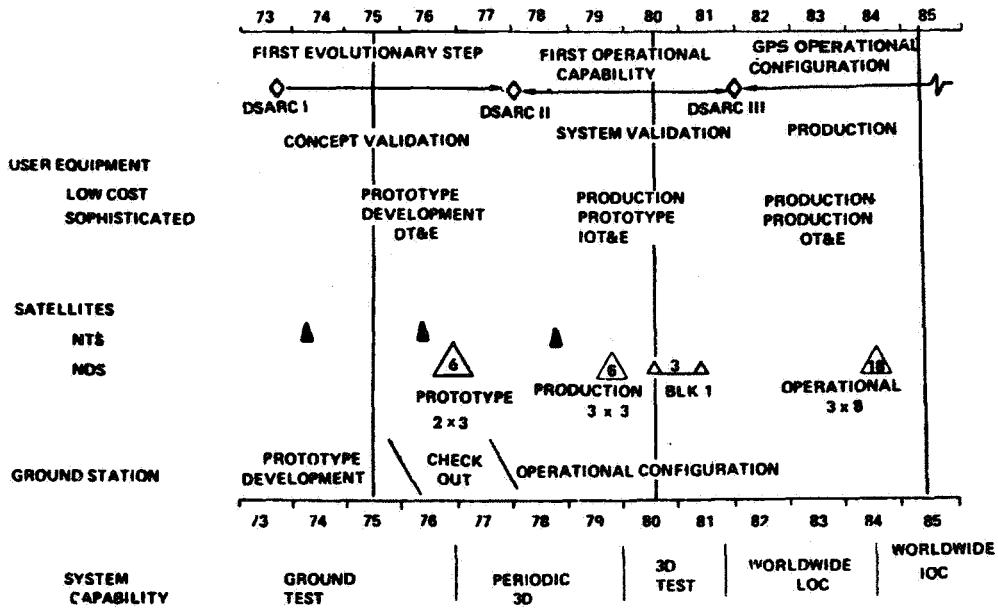 73 74 75 76 77 78 79 80 81 82 83 84 85
FIRST EVOLUTIONARY STEP
FIRST OPERATIONAL
CAPABILITY
GPS OPERATIONAL
CONFIGURATION
DSARC I
DSARC II
DSARC III
CONCEPT VALIDATION
SYSTEM VALIDATION
PRODUCTION
USER EQUIPMENT
LOW COST
SOPHISTICATED
PROTOTYPE
DEVELOPMENT
DT&E
PRODUCTION
PROTOTYPE
IOT&E
PRODUCTION
PRODUCTION
OT&E
SATELLITES
NTS
NDS
6
PROTOTYPE
2 x 3
6
PRODUCTION
3 x 3
3
BLK 1
18
OPERATIONAL
3 x 8
GROUND STATION
PROTOTYPE
DEVELOPMENT
CHECK
OUT
OPERATIONAL CONFIGURATION
73 74 75 76 77 78 79 80 81 82 83 84 85
SYSTEM
CAPABILITY
GROUND
TEST
PERIODIC
3D
3D
TEST
WORLDWIDE
LOC
WORLDWIDE
IOC